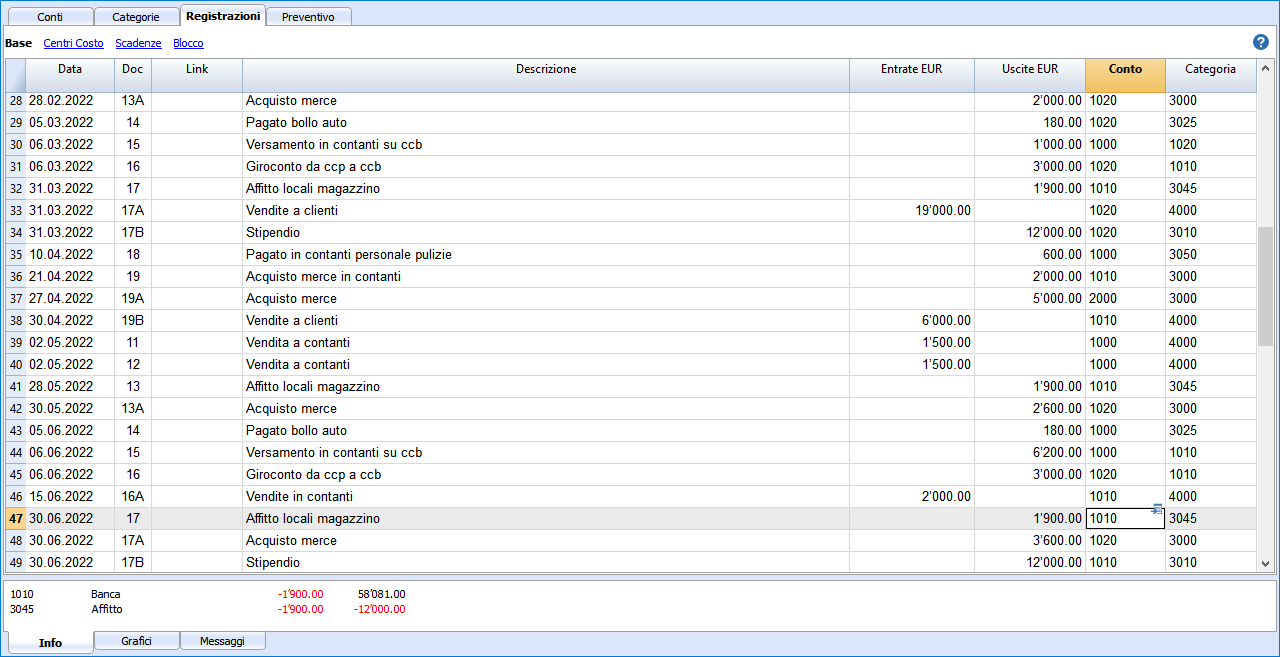 Conti Categorie Registrazioni Preventivo
Base Centri Costo Scadenze Blocco ?
Data Doc Link Descrizione Entrate EUR Uscite EUR Conto Categoria
28 28.02.2022 13A Acquisto merce 2'000.00 1020 3000
29 05.03.2022 14 Pagato bollo auto 180.00 1020 3025
30 06.03.2022 15 Versamento in contanti su ccb 1'000.00 1000 1020
31 06.03.2022 16 Giroconto da ccp a ccb 3'000.00 1020 1010
32 31.03.2022 17 Affitto locali magazzino 1'900.00 1010 3045
33 31.03.2022 17A Vendite a clienti 19'000.00 1020 4000
34 31.03.2022 17B Stipendio 12'000.00 1020 3010
35 10.04.2022 18 Pagato in contanti personale pulizie 600.00 1000 3050
36 21.04.2022 19 Acquisto merce in contanti 2'000.00 1010 3000
37 27.04.2022 19A Acquisto merce 5'000.00 2000 3000
38 30.04.2022 19B Vendite a clienti 6'000.00 1010 4000
39 02.05.2022 11 Vendita a contanti 1'500.00 1000 4000
40 02.05.2022 12 Vendita a contanti 1'500.00 1000 4000
41 28.05.2022 13 Affitto locali magazzino 1'900.00 1010 3045
42 30.05.2022 13A Acquisto merce 2'600.00 1020 3000
43 05.06.2022 14 Pagato bollo auto 180.00 1000 3025
44 06.06.2022 15 Versamento in contanti su ccb 6'200.00 1000 1010
45 06.06.2022 16 Giroconto da ccp a ccb 3'000.00 1020 1010
46 15.06.2022 16A Vendite in contanti 2'000.00 1010 4000
47 30.06.2022 17 Affitto locali magazzino 1'900.00 1010 3045
48 30.06.2022 17A Acquisto merce 3'600.00 1020 3000
49 30.06.2022 17B Stipendio 12'000.00 1010 3010
1010 Banca -1'900.00 58'081.00
3045 Affitto -1'900.00 -12'000.00
Info Grafici Messaggi